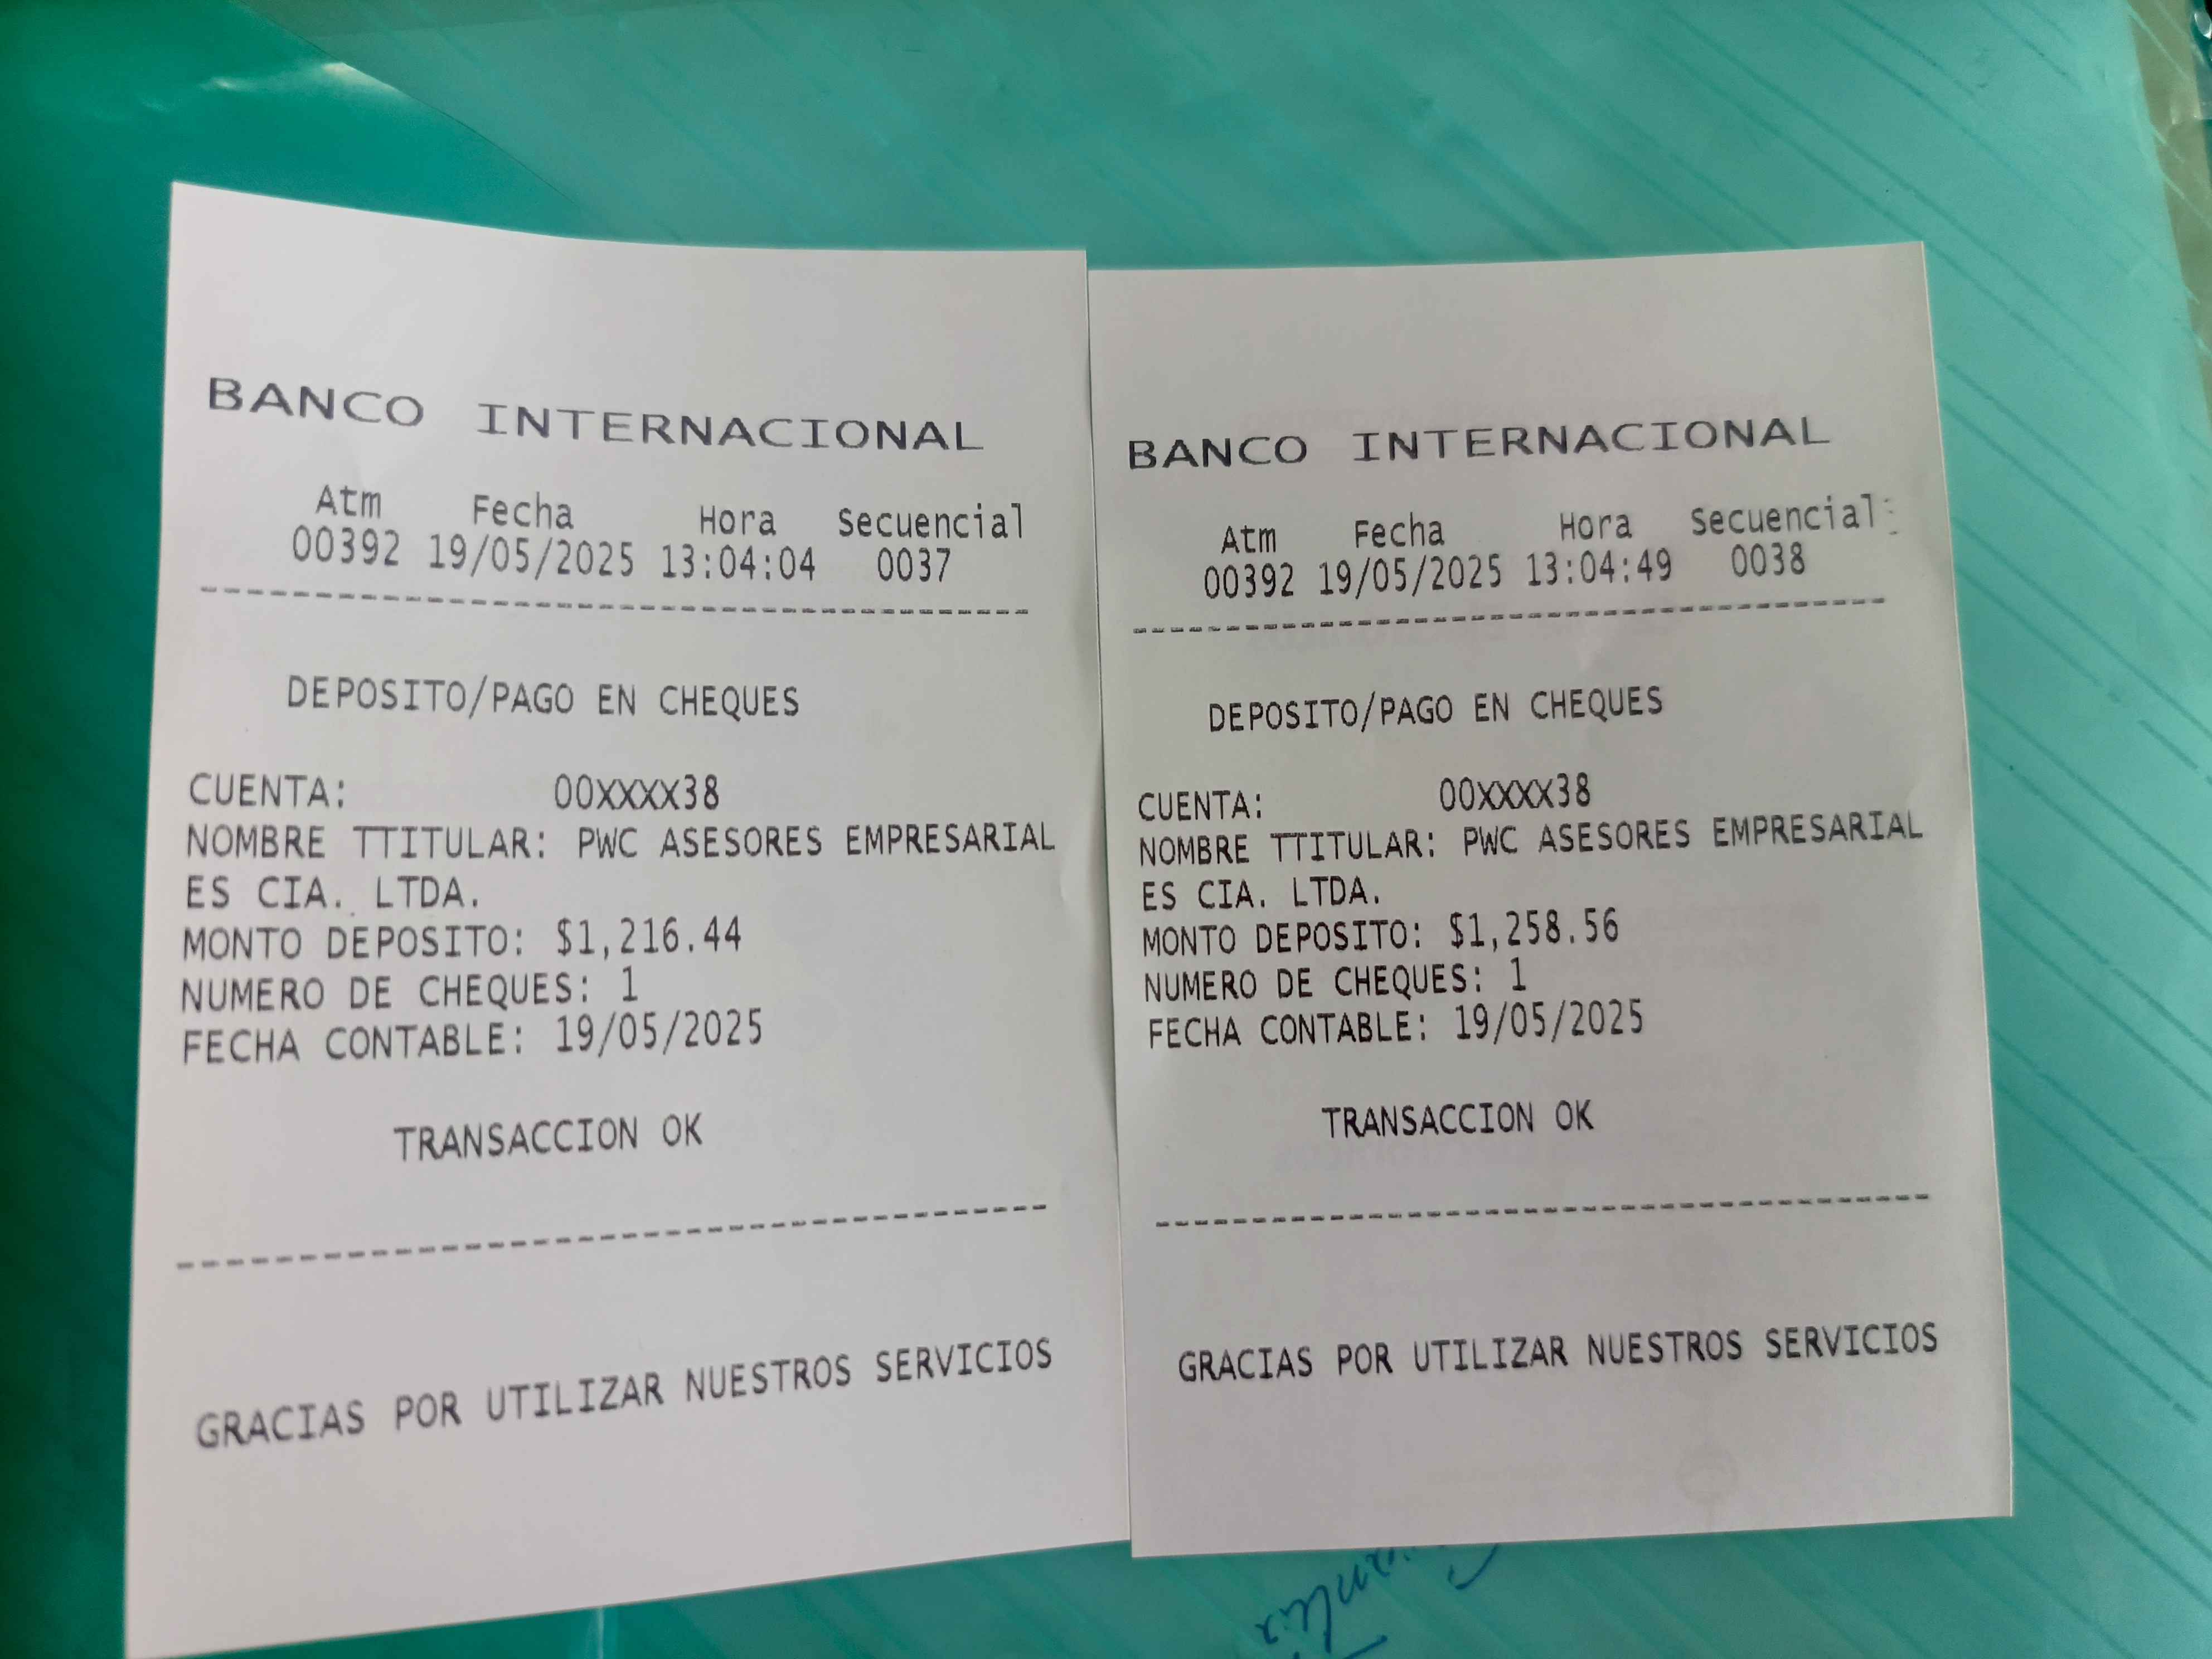 BANCO INTERNACIONAL
Atm Fecha Hora Secuencial
00392 19/05/2025 13:04:04 0037
----------------------------------
DEPOSITO/PAGO EN CHEQUES
CUENTA: 00XXXX38
NOMBRE TTITULAR: PWC ASESORES EMPRESARIAL
ES CIA. LTDA.
MONTO DEPOSITO: $1,216.44
NUMERO DE CHEQUES: 1
FECHA CONTABLE: 19/05/2025
TRANSACCION OK
----------------------------------
GRACIAS POR UTILIZAR NUESTROS SERVICIOS
BANCO INTERNACIONAL
Atm Fecha Hora Secuencial
00392 19/05/2025 13:04:49 0038
----------------------------------
DEPOSITO/PAGO EN CHEQUES
CUENTA: 00XXXX38
NOMBRE TTITULAR: PWC ASESORES EMPRESARIAL
ES CIA. LTDA.
MONTO DEPOSITO: $1,258.56
NUMERO DE CHEQUES: 1
FECHA CONTABLE: 19/05/2025
TRANSACCION OK
----------------------------------
GRACIAS POR UTILIZAR NUESTROS SERVICIOS